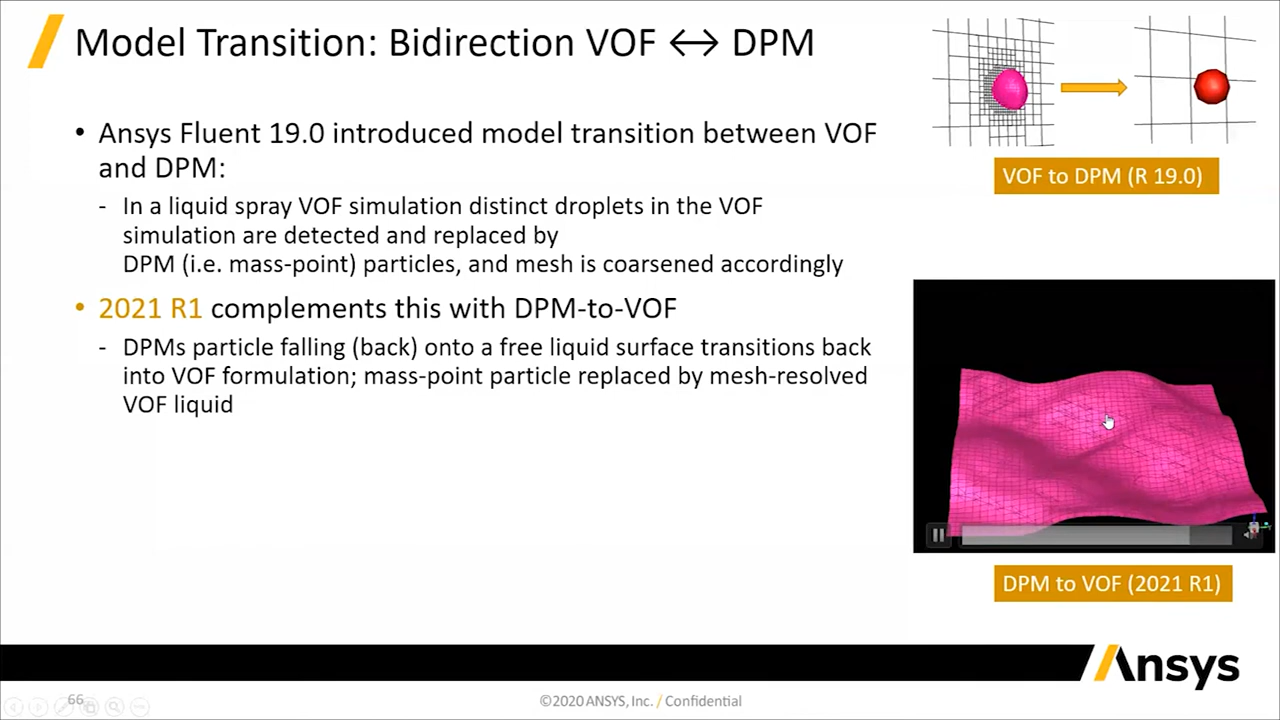 Model Transition: Bidirection VOF ↔ DPM
• Ansys Fluent 19.0 introduced model transition between VOF
and DPM:
- In a liquid spray VOF simulation distinct droplets in the VOF
simulation are detected and replaced by
DPM (i.e. mass-point) particles, and mesh is coarsened accordingly
• 2021 R1 complements this with DPM-to-VOF
- DPMs particle falling (back) onto a free liquid surface transitions back
into VOF formulation; mass-point particle replaced by mesh-resolved
VOF liquid
VOF to DPM (R 19.0)
DPM to VOF (2021 R1)
Ansys
66
©2020 ANSYS, Inc. / Confidential